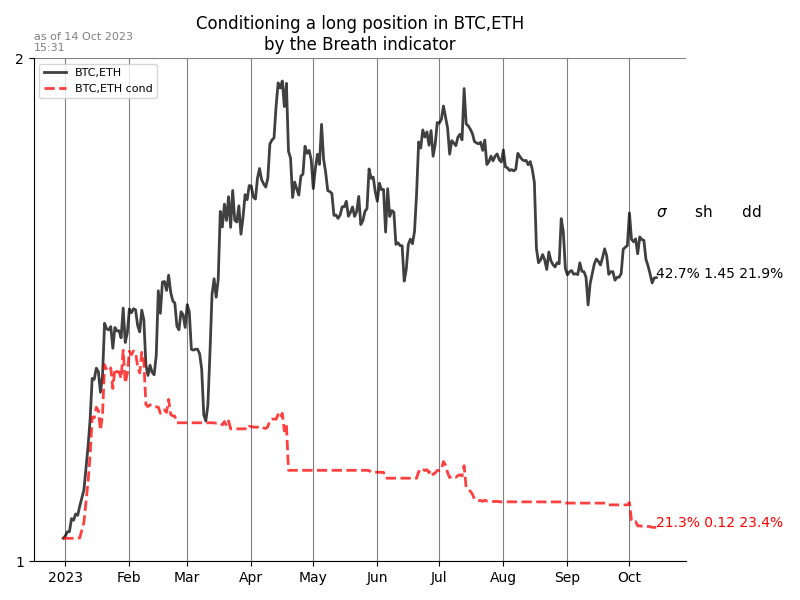 Conditioning a long position in BTC,ETH
by the Breath indicator
as of 14 Oct 2023
15:31
2
BTC,ETH
BTC,ETH cond
σ sh dd
42.7% 1.45 21.9%
21.3% 0.12 23.4%
1
2023 Feb Mar Apr May Jun Jul Aug Sep Oct